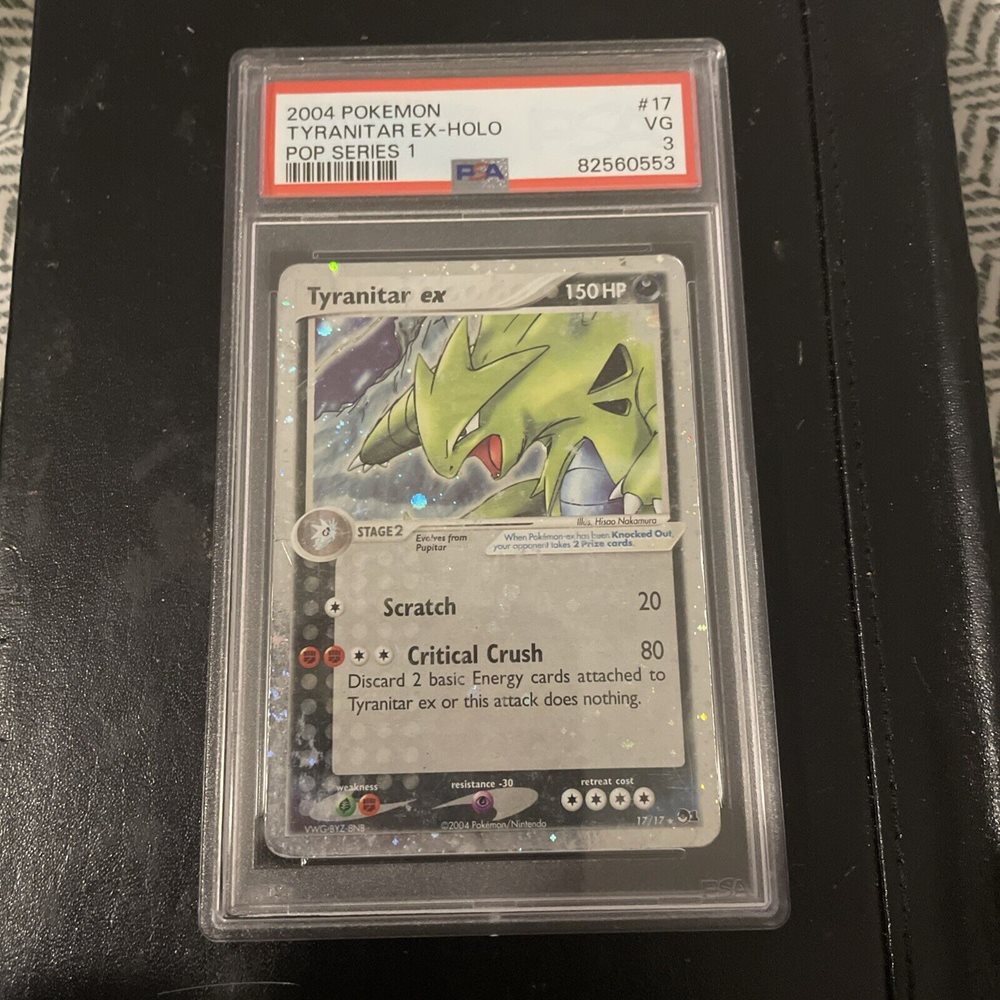 2004 POKEMON #17
TYRANITAR EX-HOLO VG
POP SERIES 1 3
PSA 82560553
Tyranitar ex 150 HP
Illus. Hisao Nakamura
STAGE 2 Evolves from
Pupitar
When Pokémon-ex has been Knocked Out,
your opponent takes 2 Prize cards.
Scratch 20
Critical Crush 80
Discard 2 basic Energy cards attached to
Tyranitar ex or this attack does nothing.
weakness resistance -30 retreat cost
©2004 Pokémon/Nintendo 17/17 ★
PSA